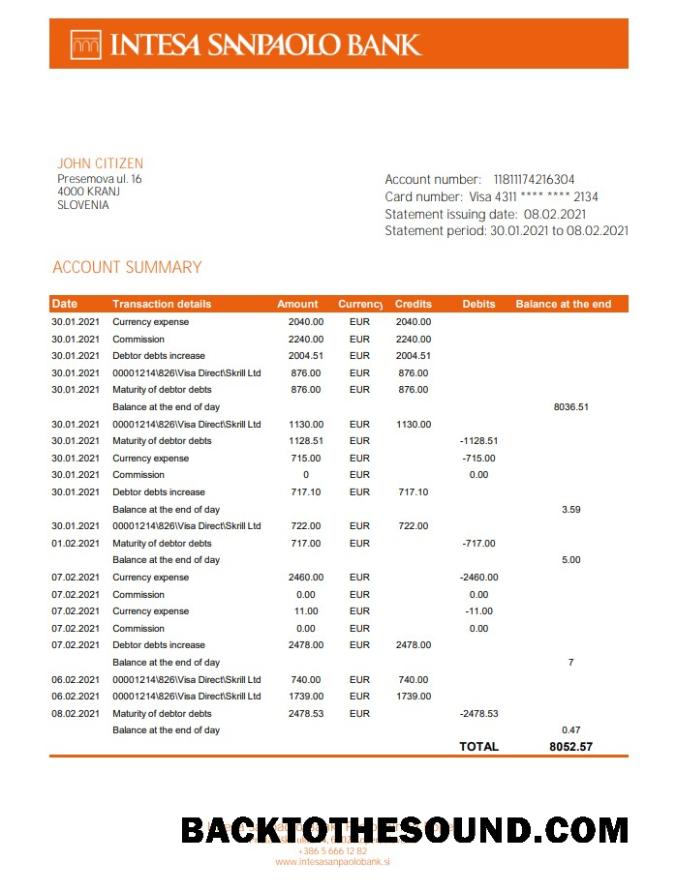 INTESA SANPAOLO BANK
JOHN CITIZEN
Presernova ul. 16
4000 KRANJ
SLOVENIA
Account number: 11811174216304
Card number: Visa 4311 **** **** 2134
Statement issuing date: 08.02.2021
Statement period: 30.01.2021 to 08.02.2021
ACCOUNT SUMMARY
Date Transaction details Amount Currency Credits Debits Balance at the end
30.01.2021 Currency expense 2040.00 EUR 2040.00
30.01.2021 Commission 2240.00 EUR 2240.00
30.01.2021 Debtor debts increase 2004.51 EUR 2004.51
30.01.2021 00001214\826\Visa Direct\Skrill Ltd 876.00 EUR 876.00
30.01.2021 Maturity of debtor debts 876.00 EUR 876.00
Balance at the end of day 8036.51
30.01.2021 00001214\826\Visa Direct\Skrill Ltd 1130.00 EUR 1130.00
30.01.2021 Maturity of debtor debts 1128.51 EUR -1128.51
30.01.2021 Currency expense 715.00 EUR -715.00
30.01.2021 Commission 0 EUR 0.00
30.01.2021 Debtor debts increase 717.10 EUR 717.10
Balance at the end of day 3.59
30.01.2021 00001214\826\Visa Direct\Skrill Ltd 722.00 EUR 722.00
01.02.2021 Maturity of debtor debts 717.00 EUR -717.00
Balance at the end of day 5.00
07.02.2021 Currency expense 2460.00 EUR -2460.00
07.02.2021 Commission 0.00 EUR 0.00
07.02.2021 Currency expense 11.00 EUR -11.00
07.02.2021 Commission 0.00 EUR 0.00
07.02.2021 Debtor debts increase 2478.00 EUR 2478.00
Balance at the end of day 7
06.02.2021 00001214\826\Visa Direct\Skrill Ltd 740.00 EUR 740.00
06.02.2021 00001214\826\Visa Direct\Skrill Ltd 1739.00 EUR 1739.00
08.02.2021 Maturity of debtor debts 2478.53 EUR -2478.53
Balance at the end of day 0.47
TOTAL 8052.57
BACKTOTHESOUND.COM
+386 5 666 12 82
www.intesasanpaolobank.si